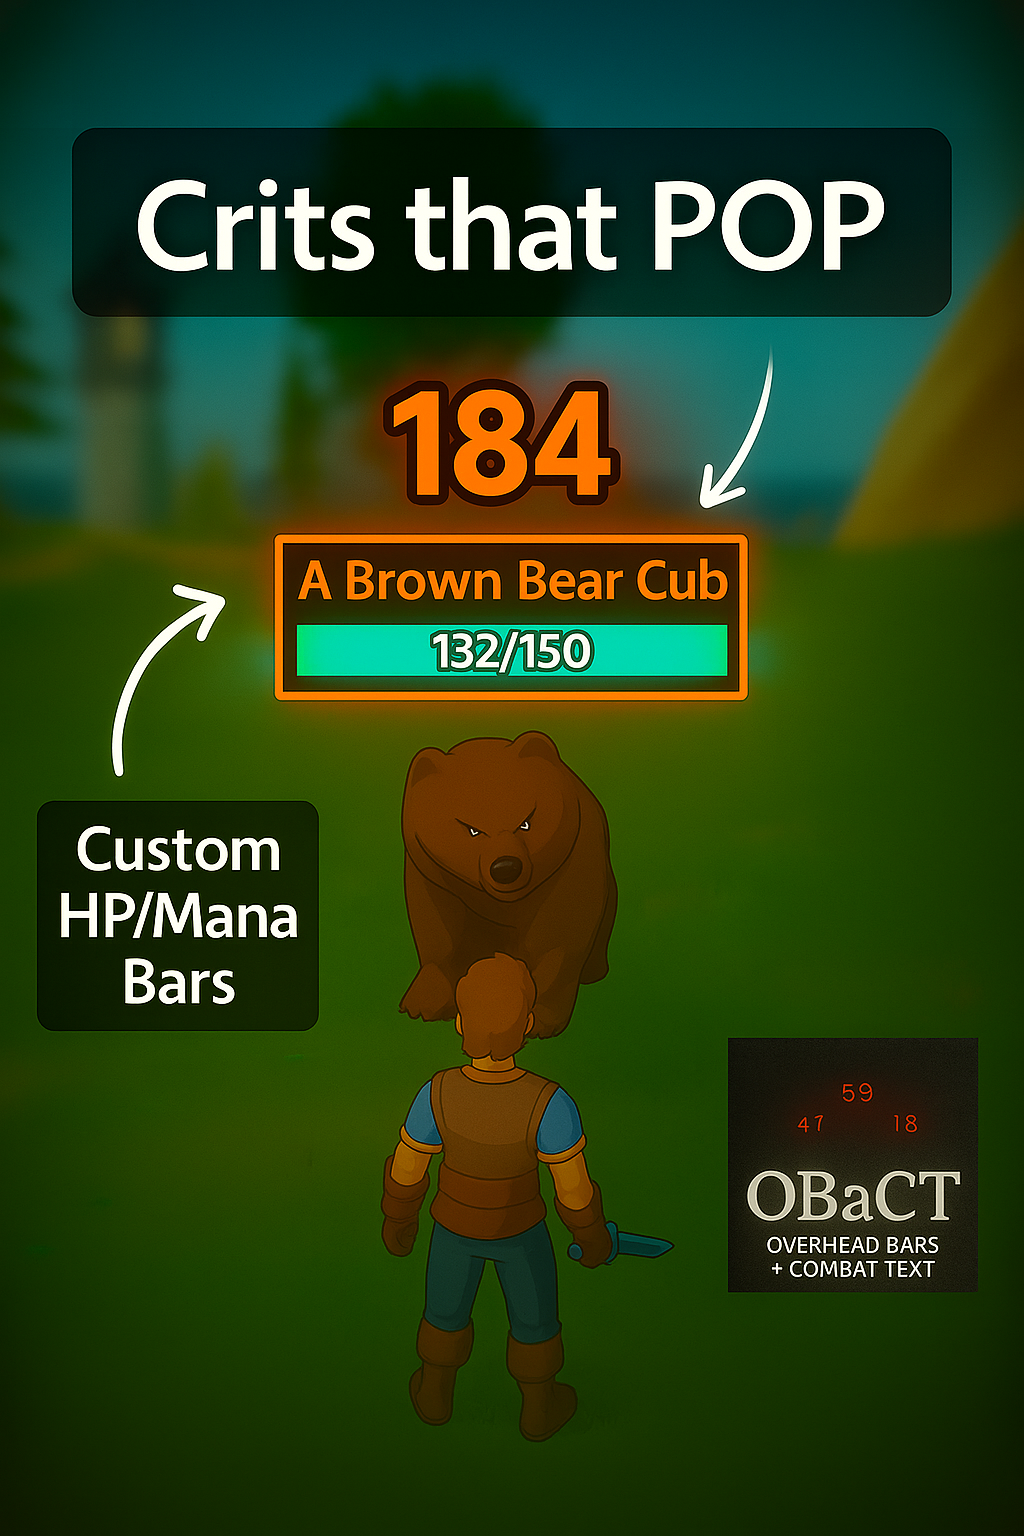 Crits that POP
184
A Brown Bear Cub
132/150
Custom
HP/Mana
Bars
59
47 18
OBaCT
OVERHEAD BARS
+ COMBAT TEXT